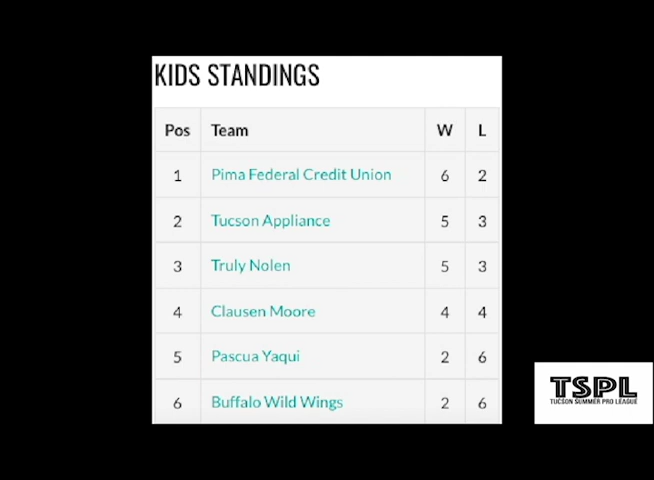 KIDS STANDINGS
Pos Team W L
1 Pima Federal Credit Union 6 2
2 Tucson Appliance 5 3
3 Truly Nolen 5 3
4 Clausen Moore 4 4
5 Pascua Yaqui 2 6
6 Buffalo Wild Wings 2 6
TSPL
TUCSON SUMMER PRO LEAGUE